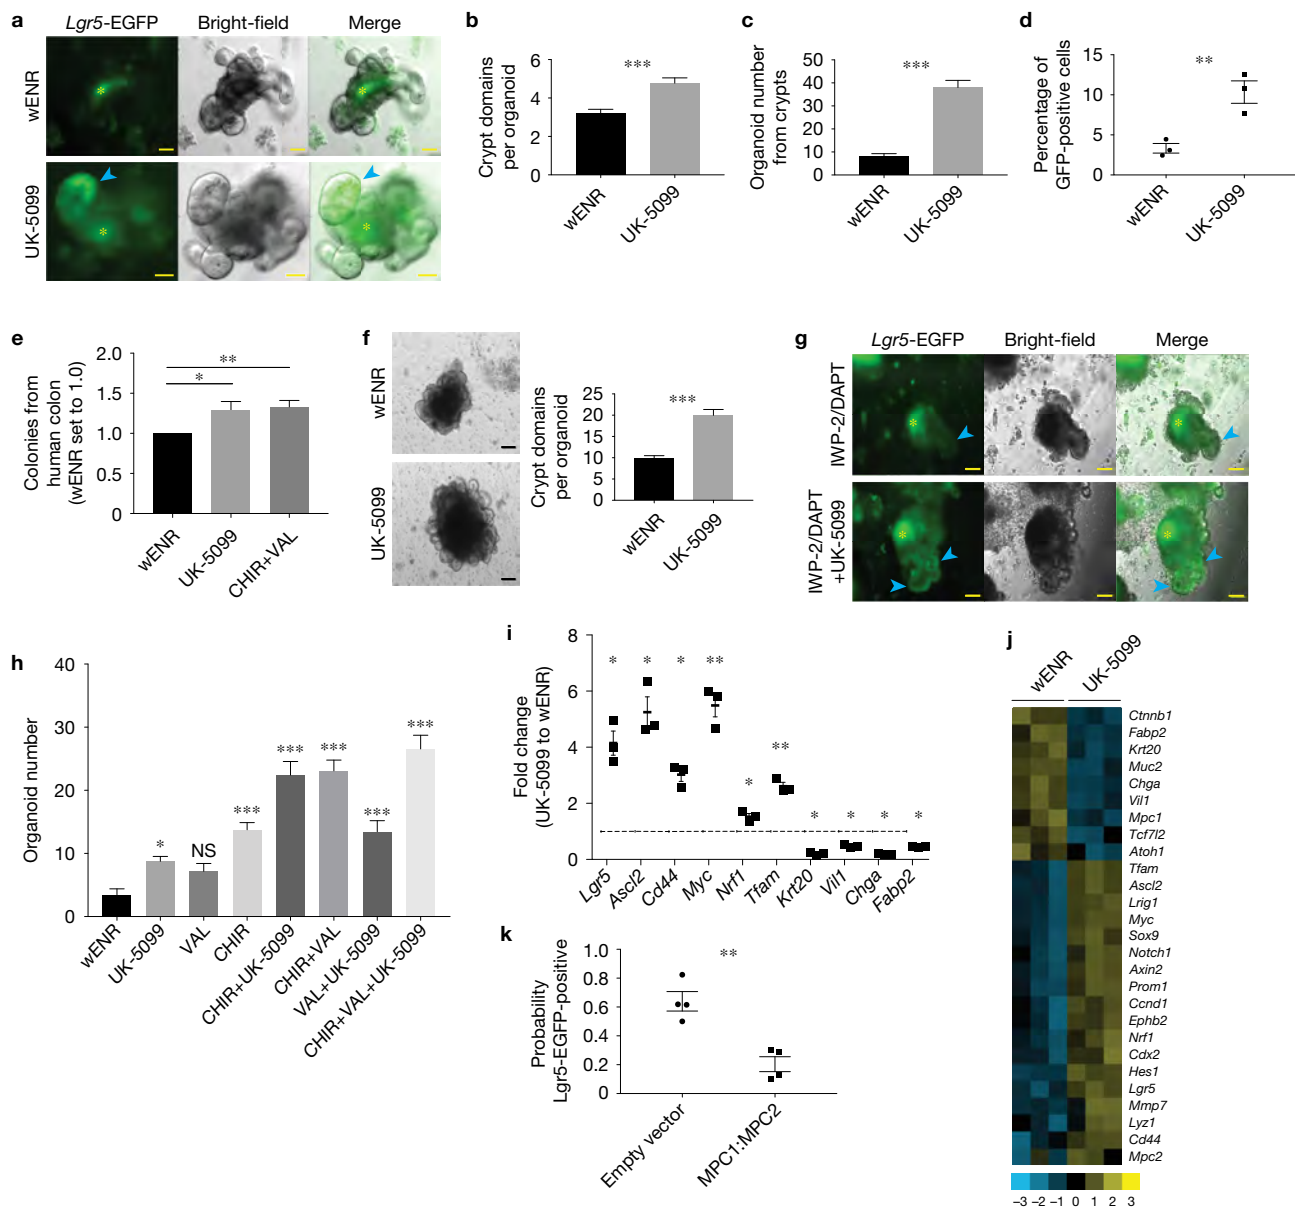 a
Lgr5-EGFP Bright-field Merge
wENR
UK-5099
b
Crypt domains
per organoid
6
4
2
0
***
wENR
UK-5099
c
Organoid number
from crypts
50
40
30
20
10
0
***
wENR
UK-5099
d
Percentage of
GFP-positive cells
15
10
5
0
**
wENR
UK-5099
e
Colonies from
human colon
(wENR set to 1.0)
2.0
1.5
1.0
0.5
0
**
*
wENR
UK-5099
CHIR+VAL
f
wENR
UK-5099
Crypt domains
per organoid
25
20
15
10
5
0
***
wENR
UK-5099
g
Lgr5-EGFP Bright-field Merge
IWP-2/DAPT
IWP-2/DAPT
+UK-5099
h
Organoid number
40
30
20
10
0
* NS *** *** *** *** ***
wENR
UK-5099
VAL
CHIR
CHIR+UK-5099
CHIR+VAL
VAL+UK-5099
CHIR+VAL+UK-5099
i
Fold change
(UK-5099 to wENR)
8
6
4
2
0
* * * ** * ** * * * *
Lgr5
Ascl2
Cd44
Myc
Nrf1
Tfam
Krt20
Vil1
Chga
Fabp2
j
wENR
UK-5099
Ctnnb1
Fabp2
Krt20
Muc2
Chga
Vil1
Mpc1
Tcf7l2
Atoh1
Tfam
Ascl2
Lrig1
Myc
Sox9
Notch1
Axin2
Prom1
Ccnd1
Ephb2
Nrf1
Cdx2
Hes1
Lgr5
Mmp7
Lyz1
Cd44
Mpc2
−3 −2 −1 0 1 2 3
k
Probability
Lgr5-EGFP-positive
1.0
0.8
0.6
0.4
0.2
0
**
Empty vector
MPC1:MPC2